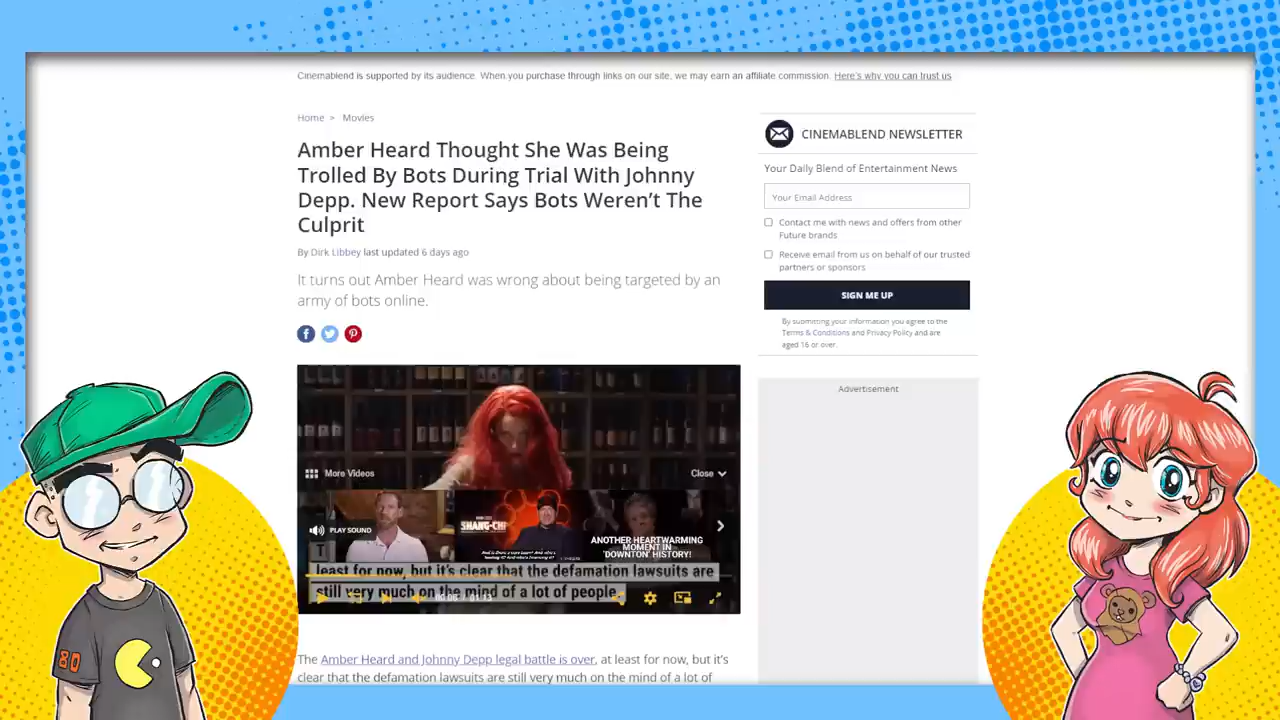 Cinemablend is supported by its audience. When you purchase through links on our site, we may earn an affiliate commission. Here's why you can trust us
Home > Movies
Amber Heard Thought She Was Being
Trolled By Bots During Trial With Johnny
Depp. New Report Says Bots Weren't The
Culprit
By Dirk Libbey last updated 6 days ago
It turns out Amber Heard was wrong about being targeted by an
army of bots online.
More Videos
Close
PLAY SOUND
SHANG-CHI
ANOTHER HEARTWARMING
MOMENT IN
'DOWNTON' HISTORY!
least for now, but it's clear that the defamation lawsuits are
still very much on the mind of a lot of people.
The Amber Heard and Johnny Depp legal battle is over, at least for now, but it's
clear that the defamation lawsuits are still very much on the mind of a lot of
CINEMABLEND NEWSLETTER
Your Daily Blend of Entertainment News
Your Email Address
Contact me with news and offers from other
Future brands
Receive email from us on behalf of our trusted
partners or sponsors
SIGN ME UP
By submitting your information you agree to the
Terms & Conditions and Privacy Policy and are
aged 16 or over.
Advertisement
80